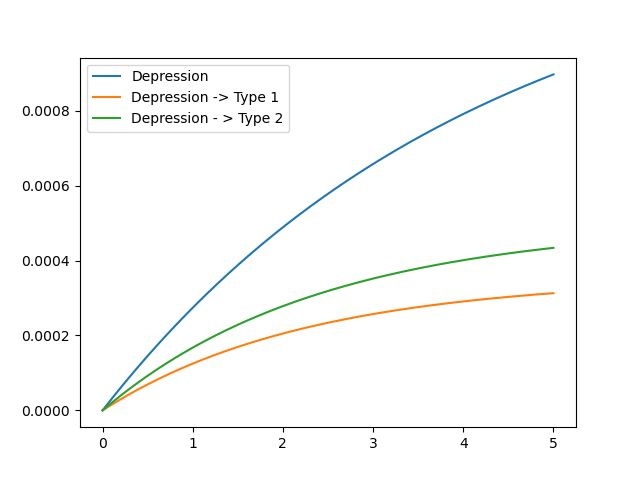 Depression
Depression -> Type 1
Depression - > Type 2
0.0008
0.0006
0.0004
0.0002
0.0000
0 1 2 3 4 5